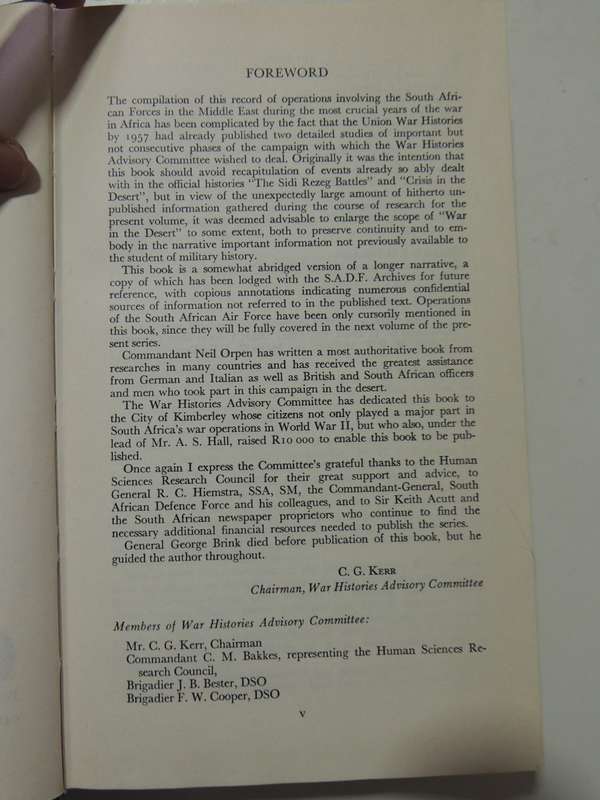 FOREWORD
The compilation of this record of operations involving the South Afri-
can Forces in the Middle East during the most crucial years of the war
in Africa has been complicated by the fact that the Union War Histories
by 1957 had already published two detailed studies of important but
not consecutive phases of the campaign with which the War Histories
Advisory Committee wished to deal. Originally it was the intention that
this book should avoid recapitulation of events already so ably dealt
with in the official histories "The Sidi Rezeg Battles" and "Crisis in the
Desert", but in view of the unexpectedly large amount of hitherto un-
published information gathered during the course of research for the
present volume, it was deemed advisable to enlarge the scope of "War
in the Desert" to some extent, both to preserve continuity and to em-
body in the narrative important information not previously available to
the student of military history.
This book is a somewhat abridged version of a longer narrative, a
copy of which has been lodged with the S.A.D.F. Archives for future
reference, with copious annotations indicating numerous confidential
sources of information not referred to in the published text. Operations
of the South African Air Force have been only cursorily mentioned in
this book, since they will be fully covered in the next volume of the pre-
sent series.
Commandant Neil Orpen has written a most authoritative book from
researches in many countries and has received the greatest assistance
from German and Italian as well as British and South African officers
and men who took part in this campaign in the desert.
The War Histories Advisory Committee has dedicated this book to
the City of Kimberley whose citizens not only played a major part in
South Africa's war operations in World War II, but who also, under the
lead of Mr. A. S. Hall, raised R10 000 to enable this book to be pub-
lished.
Once again I express the Committee's grateful thanks to the Human
Sciences Research Council for their great support and advice, to
General R. C. Hiemstra, SSA, SM, the Commandant-General, South
African Defence Force and his colleagues, and to Sir Keith Acutt and
the South African newspaper proprietors who continue to find the
necessary additional financial resources needed to publish the series.
General George Brink died before publication of this book, but he
guided the author throughout.
C. G. KERR
Chairman, War Histories Advisory Committee
Members of War Histories Advisory Committee:
Mr. C. G. Kerr, Chairman
Commandant C. M. Bakkes, representing the Human Sciences Re-
search Council,
Brigadier J. B. Bester, DSO
Brigadier F. W. Cooper, DSO
v